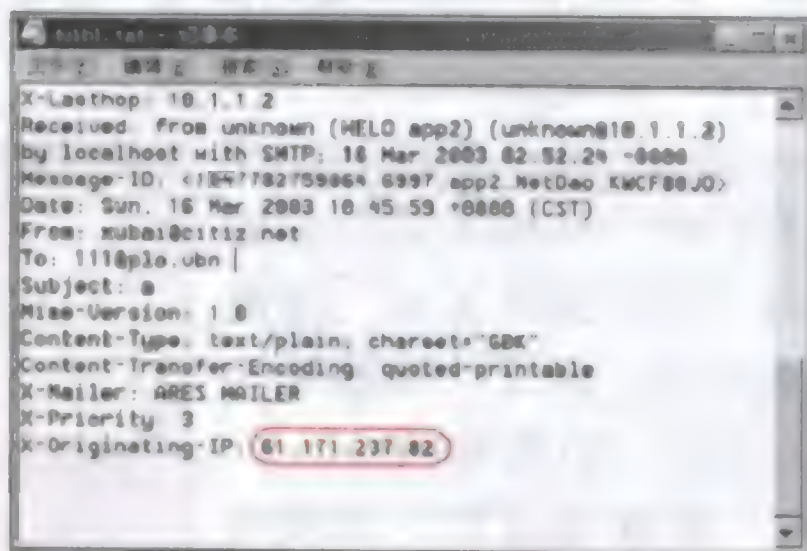 X-Lasthop: 10.1.1.2
Received: from unknown (HELO app2) (unknown@10.1.1.2)
by localhost with SMTP: 16 Mar 2003 02:52:24 -0000
Date: Sun, 16 Mar 2003 10:45:59 +0800 (CST)
From: xubai@citiz.net
To: 111@pla.vbn
Subject: a
Mime-Version: 1.0
Content-Type: text/plain; charset="GBK"
Content-Transfer-Encoding: quoted-printable
X-Mailer: ARES MAILER
X-Priority: 3
X-Originating-IP: 61.171.237.82